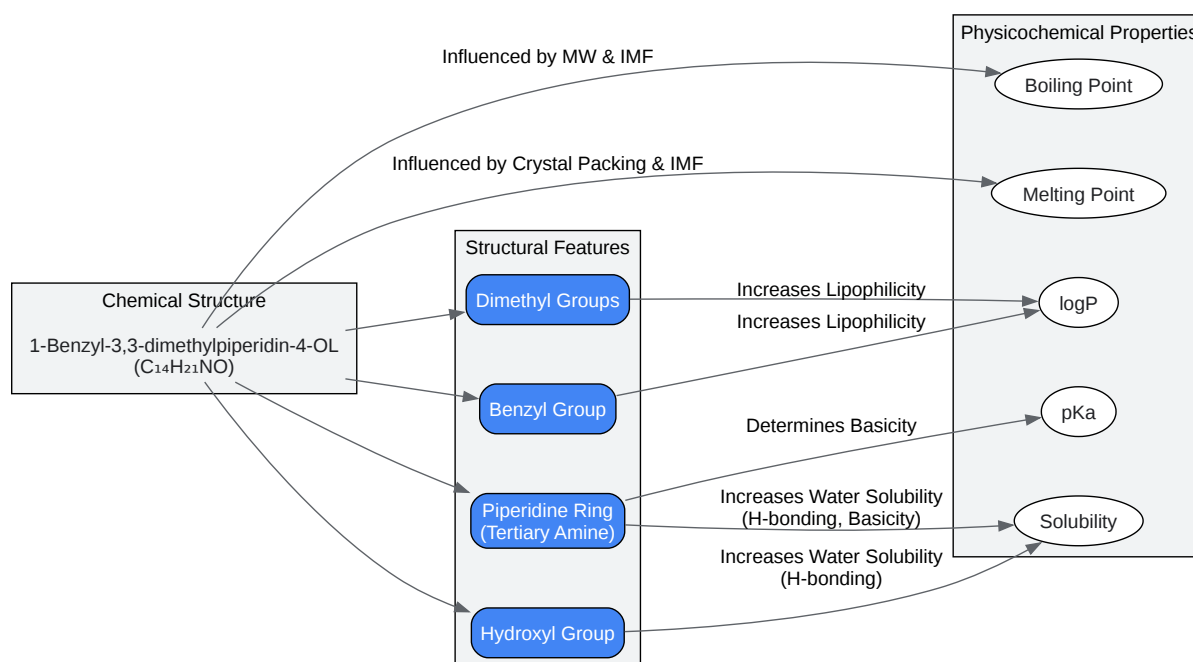 Physicochemical Properties
Influenced by MW & IMF
Boiling Point
Influenced by Crystal Packing & IMF
Melting Point
Structural Features
Chemical Structure
Dimethyl Groups
Increases Lipophilicity
logP
1-Benzyl-3,3-dimethylpiperidin-4-OL
(C₁₄H₂₁NO)
Increases Lipophilicity
Benzyl Group
pKa
Determines Basicity
Piperidine Ring
(Tertiary Amine)
Increases Water Solubility
(H-bonding, Basicity)
Solubility
Increases Water Solubility
(H-bonding)
Hydroxyl Group